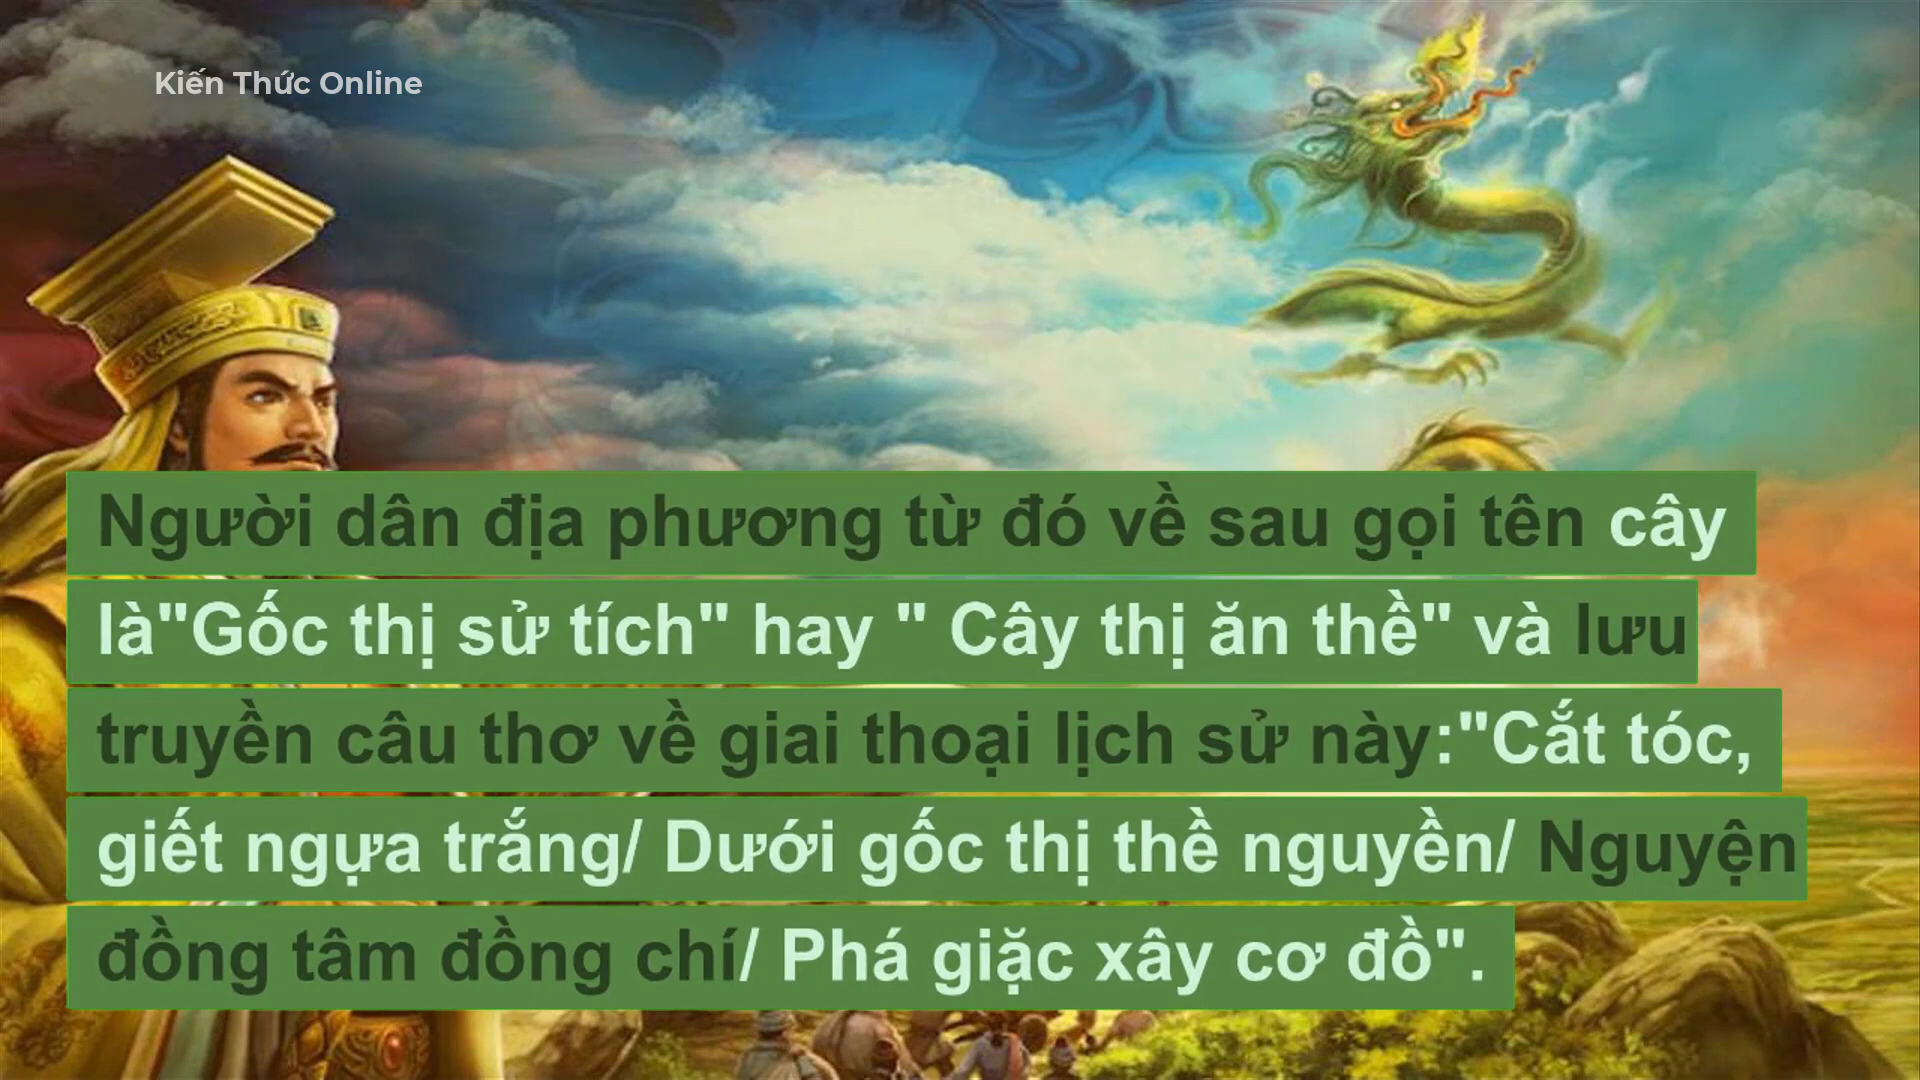 Kiến Thức Online
Người dân địa phương từ đó về sau gọi tên cây
là"Gốc thị sử tích" hay " Cây thị ăn thề" và lưu
truyền câu thơ về giai thoại lịch sử này:"Cắt tóc,
giết ngựa trắng/ Dưới gốc thị thề nguyền/ Nguyện
đồng tâm đồng chí/ Phá giặc xây cơ đồ".